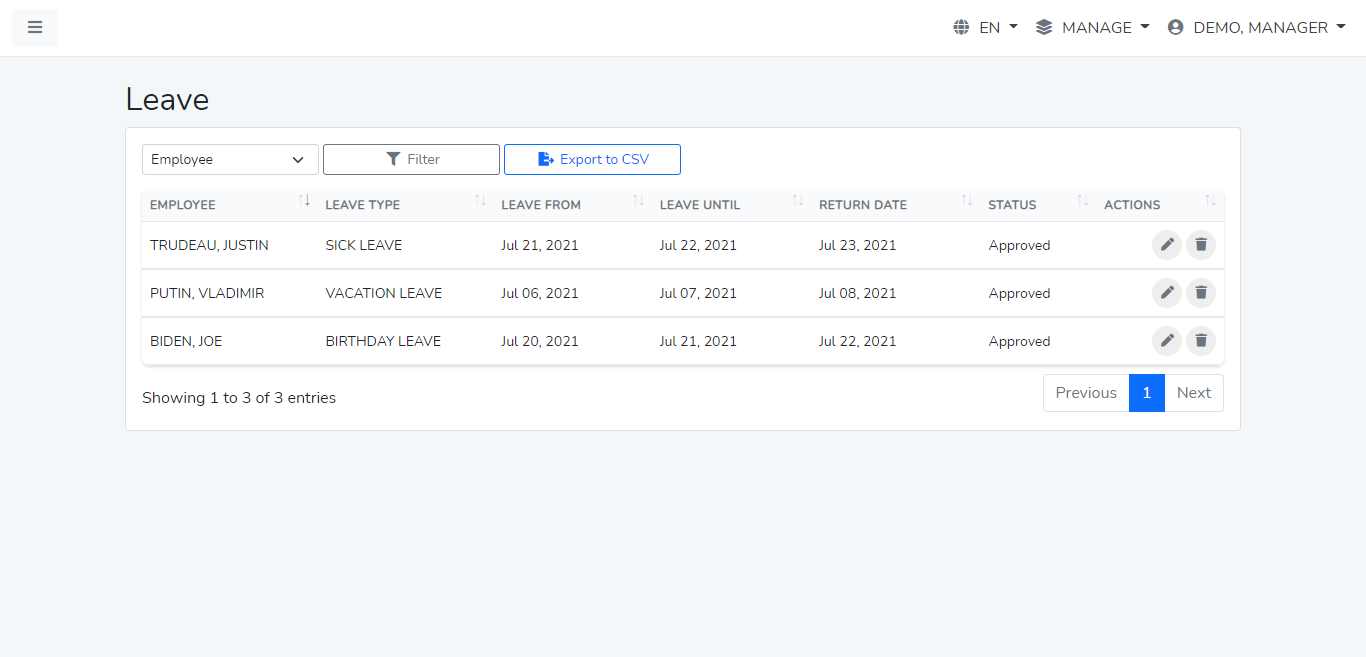 EN MANAGE DEMO, MANAGER
Leave
Employee Filter Export to CSV
EMPLOYEE LEAVE TYPE LEAVE FROM LEAVE UNTIL RETURN DATE STATUS ACTIONS
TRUDEAU, JUSTIN SICK LEAVE Jul 21, 2021 Jul 22, 2021 Jul 23, 2021 Approved
PUTIN, VLADIMIR VACATION LEAVE Jul 06, 2021 Jul 07, 2021 Jul 08, 2021 Approved
BIDEN, JOE BIRTHDAY LEAVE Jul 20, 2021 Jul 21, 2021 Jul 22, 2021 Approved
Showing 1 to 3 of 3 entries Previous 1 Next